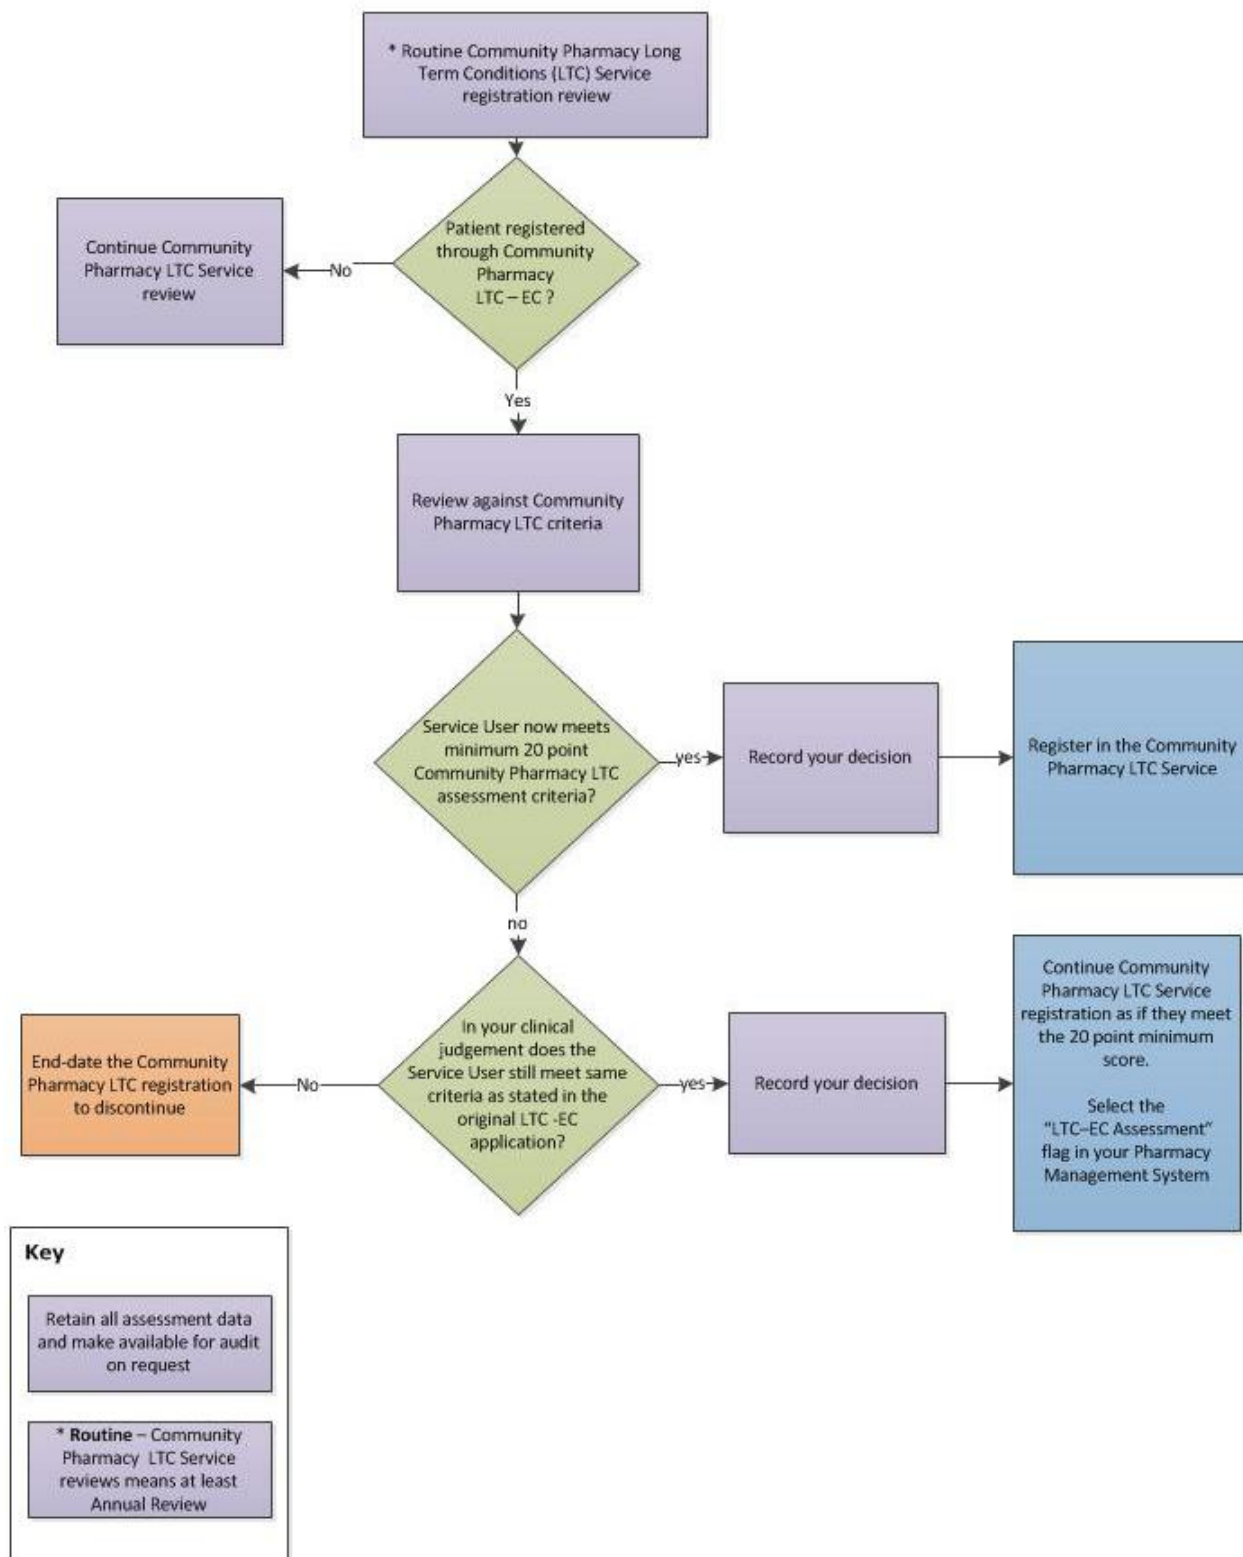 * Routine Community Pharmacy Long
Term Conditions (LTC) Service
registration review
Patient registered
through Community
Pharmacy
LTC – EC ?
No
Continue Community
Pharmacy LTC Service
review
Yes
Review against Community
Pharmacy LTC criteria
Service User now meets
minimum 20 point
Community Pharmacy LTC
assessment criteria?
yes
Record your decision
Register in the Community
Pharmacy LTC Service
no
In your clinical
judgement does the
Service User still meet same
criteria as stated in the
original LTC -EC
application?
No
End-date the Community
Pharmacy LTC registration
to discontinue
yes
Record your decision
Continue Community
Pharmacy LTC Service
registration as if they meet
the 20 point minimum
score.
Select the
"LTC–EC Assessment"
flag in your Pharmacy
Management System
Key
Retain all assessment data
and make available for audit
on request
* Routine – Community
Pharmacy LTC Service
reviews means at least
Annual Review